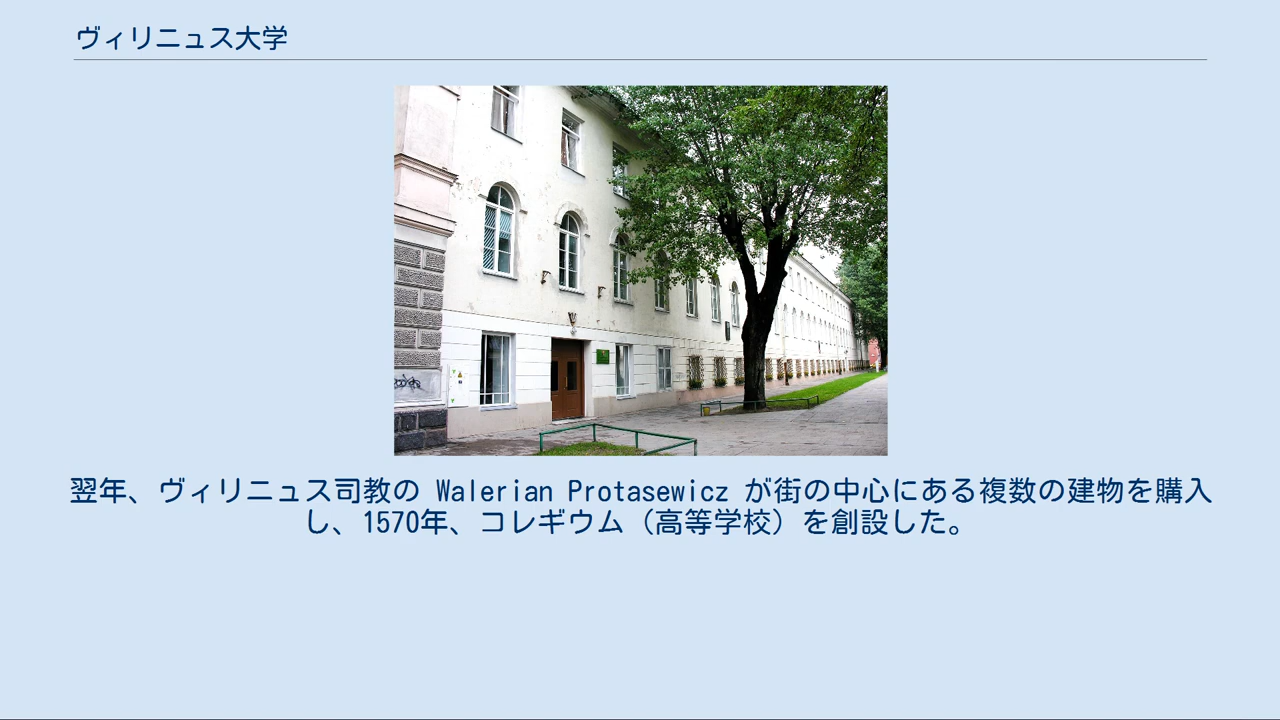 ヴィリニュス大学
翌年、ヴィリニュス司教の Walerian Protasewicz が街の中心にある複数の建物を購入
し、1570年、コレギウム（高等学校）を創設した。